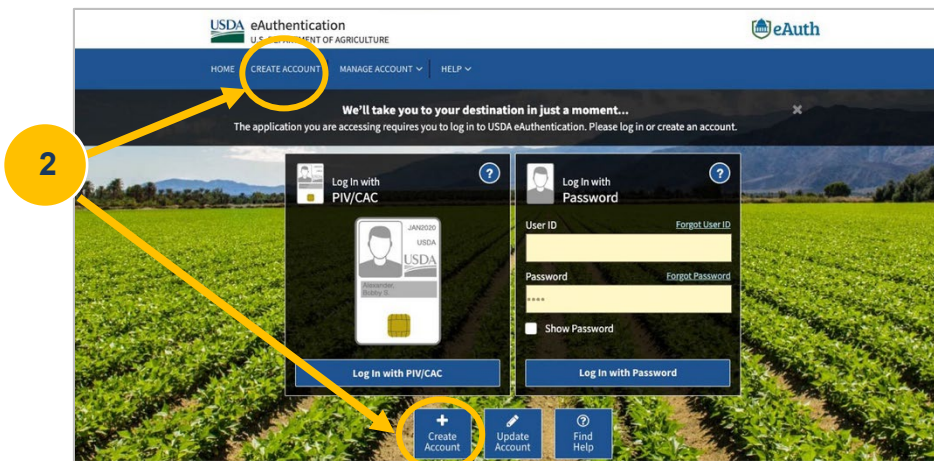 USDA eAuthentication
U.S. DEPARTMENT OF AGRICULTURE
eAuth
HOME CREATE ACCOUNT MANAGE ACCOUNT HELP
We'll take you to your destination in just a moment...
The application you are accessing requires you to log in to USDA eAuthentication. Please log in or create an account.
2
Log In with
PIV/CAC
?
JAN2020
USDA
USDA
Alexander,
Bobby S.
Log In with PIV/CAC
Log In with
Password
?
User ID Forgot User ID
Password Forgot Password
Show Password
Log In with Password
Create
Account
Update
Account
?
Find
Help